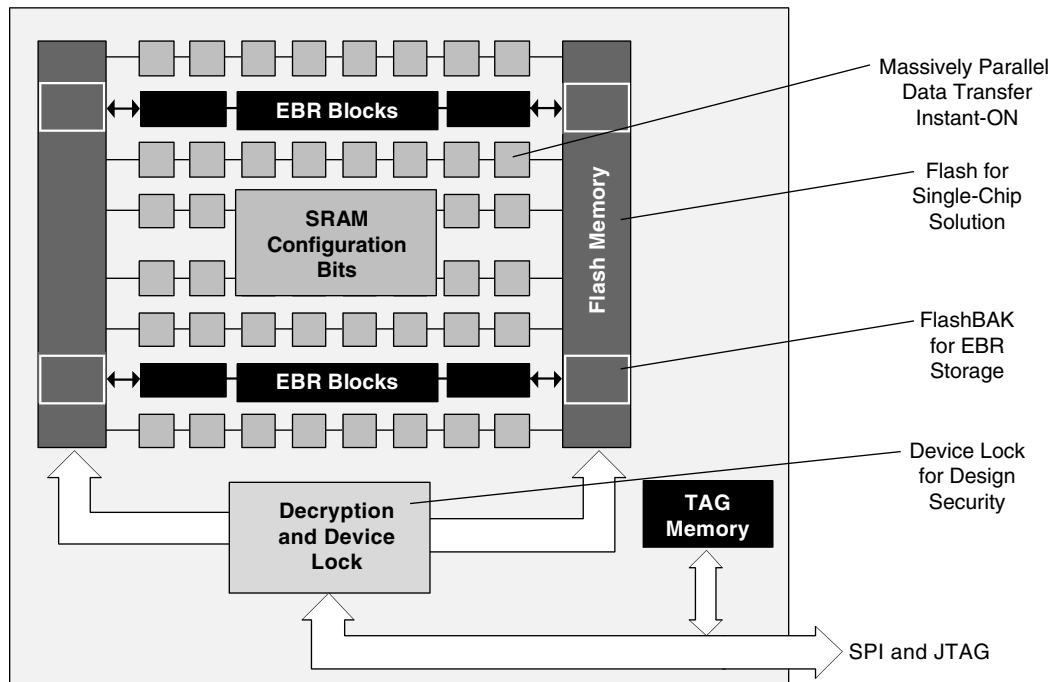 Massively Parallel
Data Transfer
Instant-ON
EBR Blocks
Flash for
Single-Chip
Solution
SRAM
Configuration
Bits
Flash Memory
FlashBAK
for EBR
Storage
EBR Blocks
Device Lock
for Design
Security
Decryption
and Device
Lock
TAG
Memory
SPI and JTAG